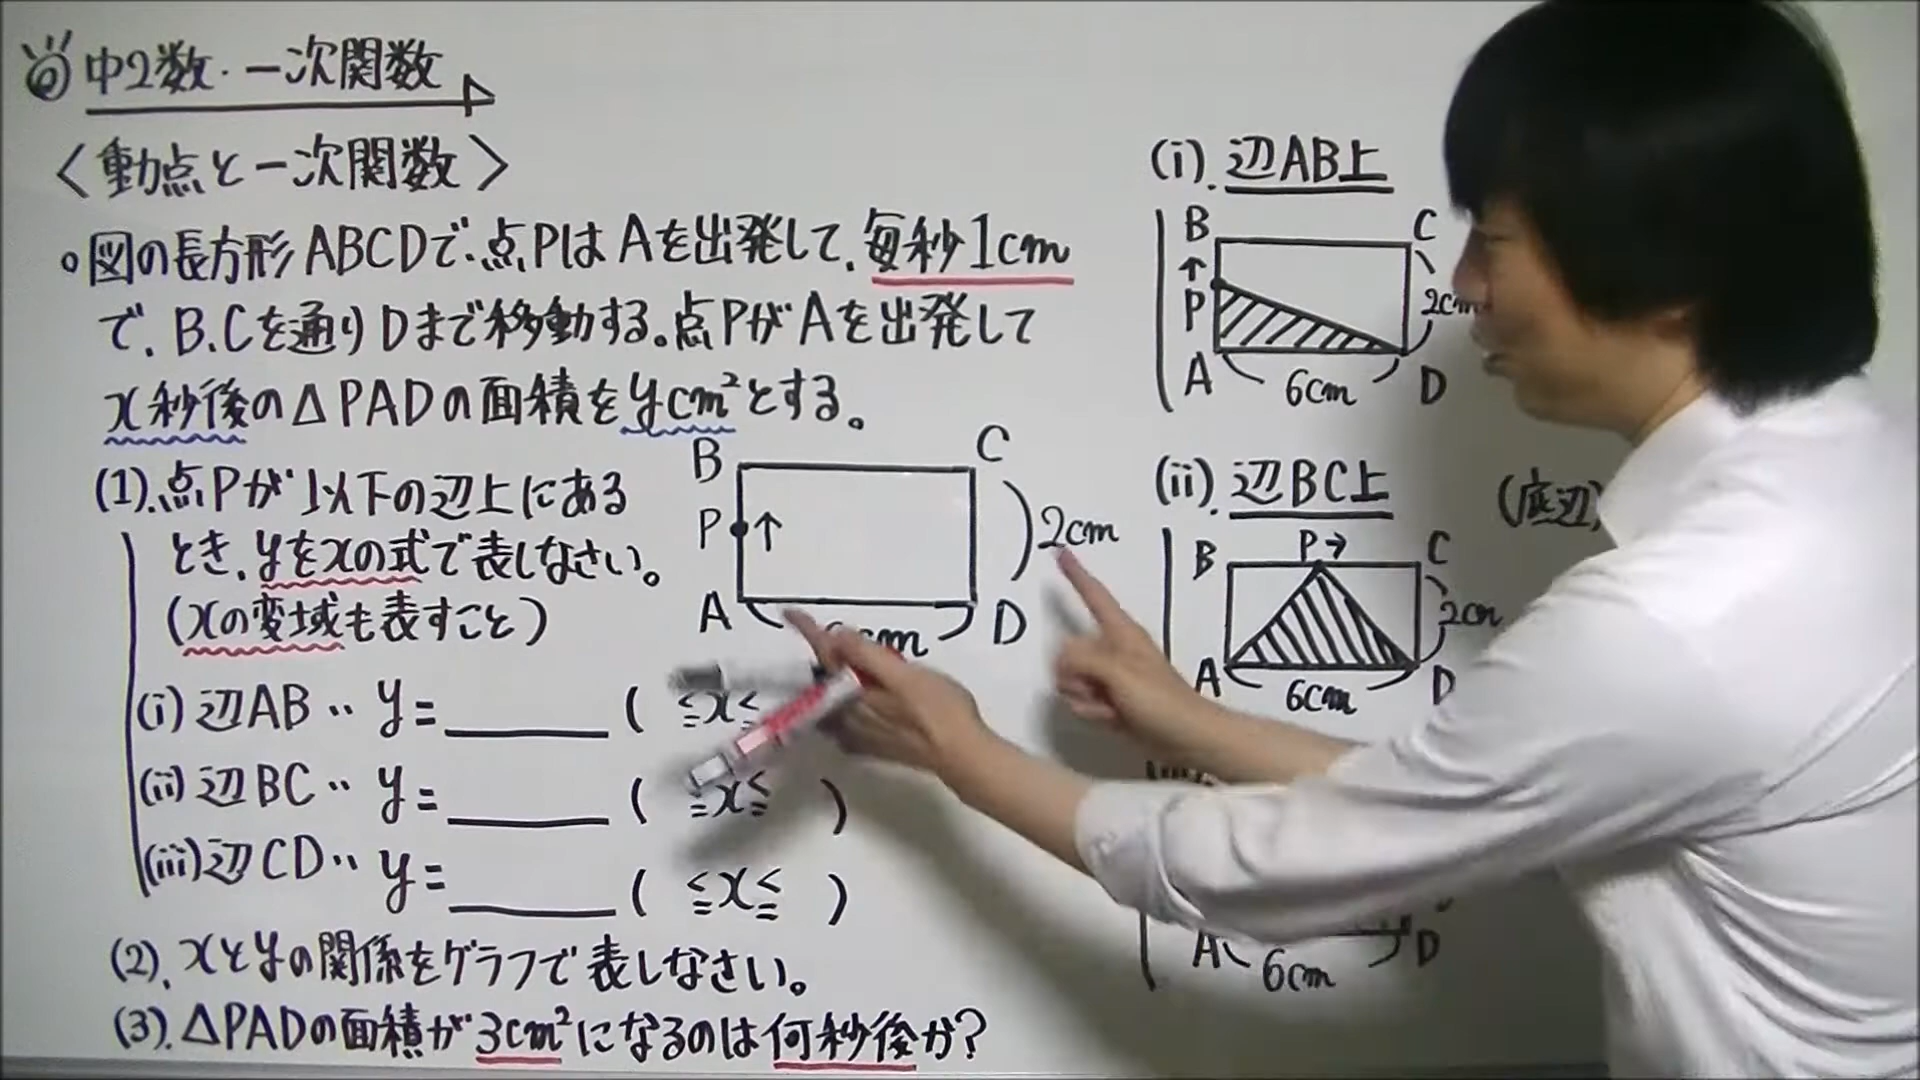 中2数・一次関数
<動点と一次関数>
○図の長方形ABCDで、点PはAを出発して、毎秒1cm
で、B、Cを通りDまで移動する。点PがAを出発して
x秒後の△PADの面積をycm²とする。
(1)、点Pが以下の辺上にある
とき、yをxの式で表しなさい。
(xの変域も表すこと)
(i)辺AB‥ y=______( ≦x≦
(ii)辺BC‥ y=______( ≦x≦ )
(iii)辺CD‥ y=______( ≦x≦ )
(2)、xとyの関係をグラフで表しなさい。
(3)、△PADの面積が3cm²になるのは何秒後か?
B C
P ↑ 2cm
A D
cm
(i)、辺AB上
B C
↑
P 2cm
A 6cm D
(ii)、辺BC上 (底辺)
P→
B C
2cm
A 6cm D
A 6cm D